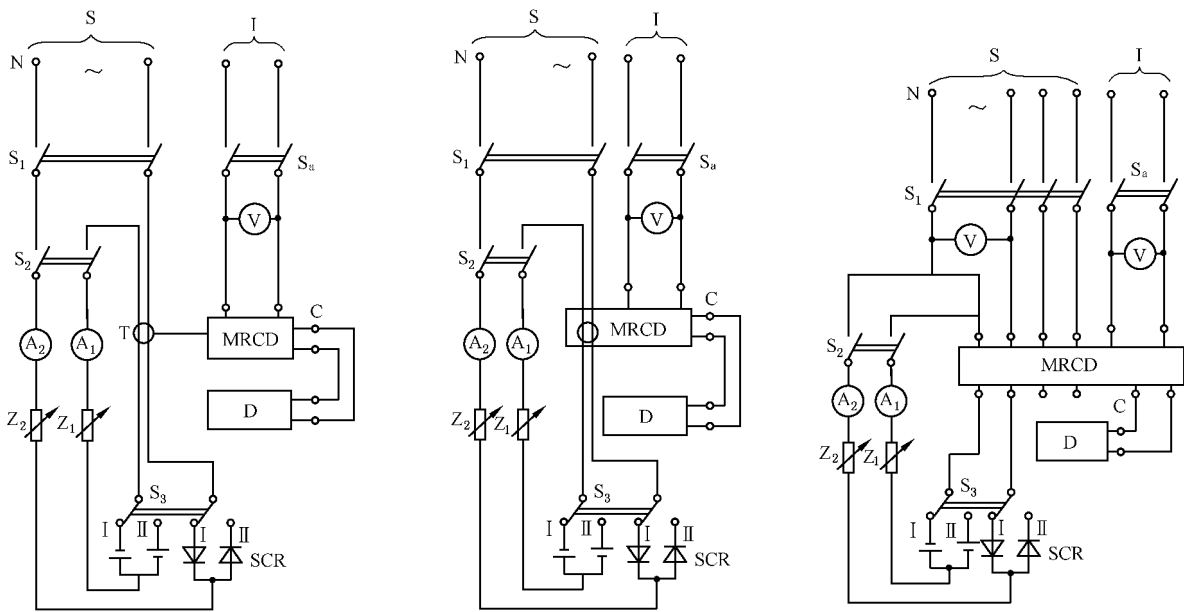 S I
N ~
S₁ Sₐ
V
S₂
T MRCD C
A₂ A₁
D
Z₂ Z₁
S₃
I II I II
SCR
S I
N ~
S₁ Sₐ
V
S₂
MRCD C
A₂ A₁
D
Z₂ Z₁
S₃
I II I II
SCR
S I
N ~
S₁ Sₐ
V V
S₂
MRCD
A₂ A₁ C
D
Z₂ Z₁
S₃
I II I II
SCR